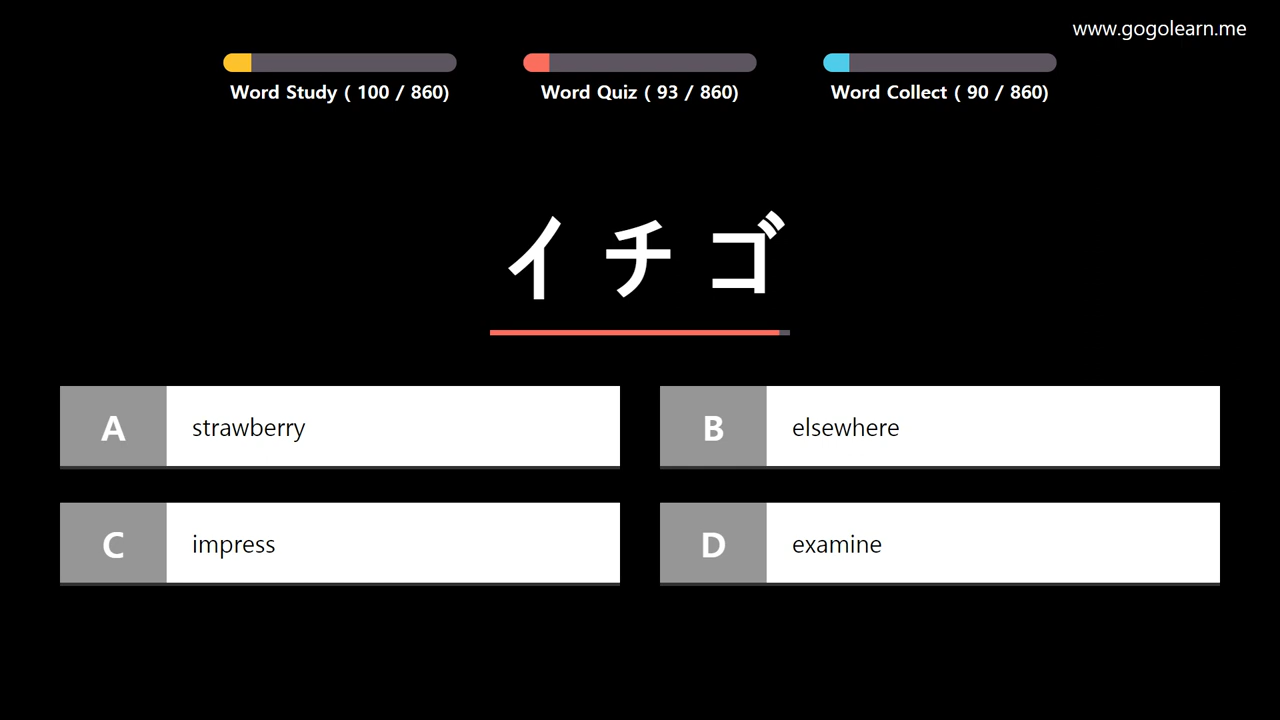 www.gogolearn.me
Word Study ( 100 / 860)
Word Quiz ( 93 / 860)
Word Collect ( 90 / 860)
イチゴ
A
strawberry
B
elsewhere
C
impress
D
examine